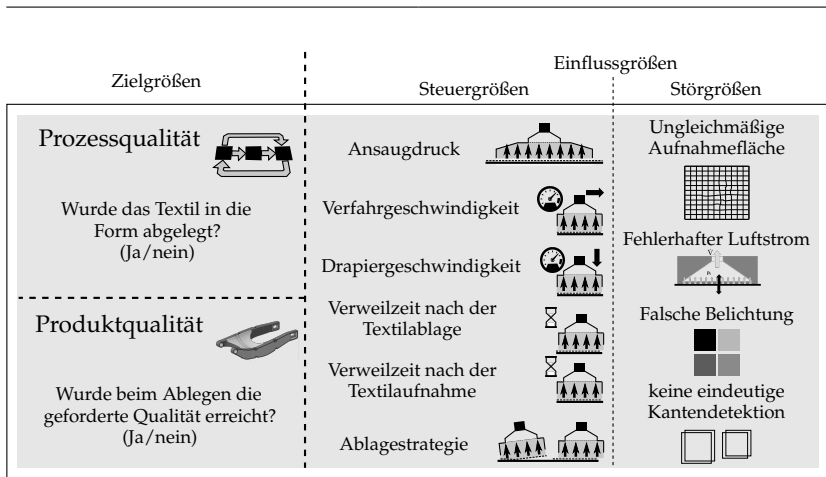 Zielgrößen
Einflussgrößen
Steuergrößen
Störgrößen
Prozessqualität
Wurde das Textil in die
Form abgelegt?
(Ja/nein)
Produktqualität
Wurde beim Ablegen die
geforderte Qualität erreicht?
(Ja/nein)
Ansaugdruck
Verfahrgeschwindigkeit
Drapiergeschwindigkeit
Verweilzeit nach der
Textilablage
Verweilzeit nach der
Textilaufnahme
Ablagestrategie
Ungleichmäßige
Aufnahmefläche
Fehlerhafter Luftstrom
Falsche Belichtung
keine eindeutige
Kantendetektion